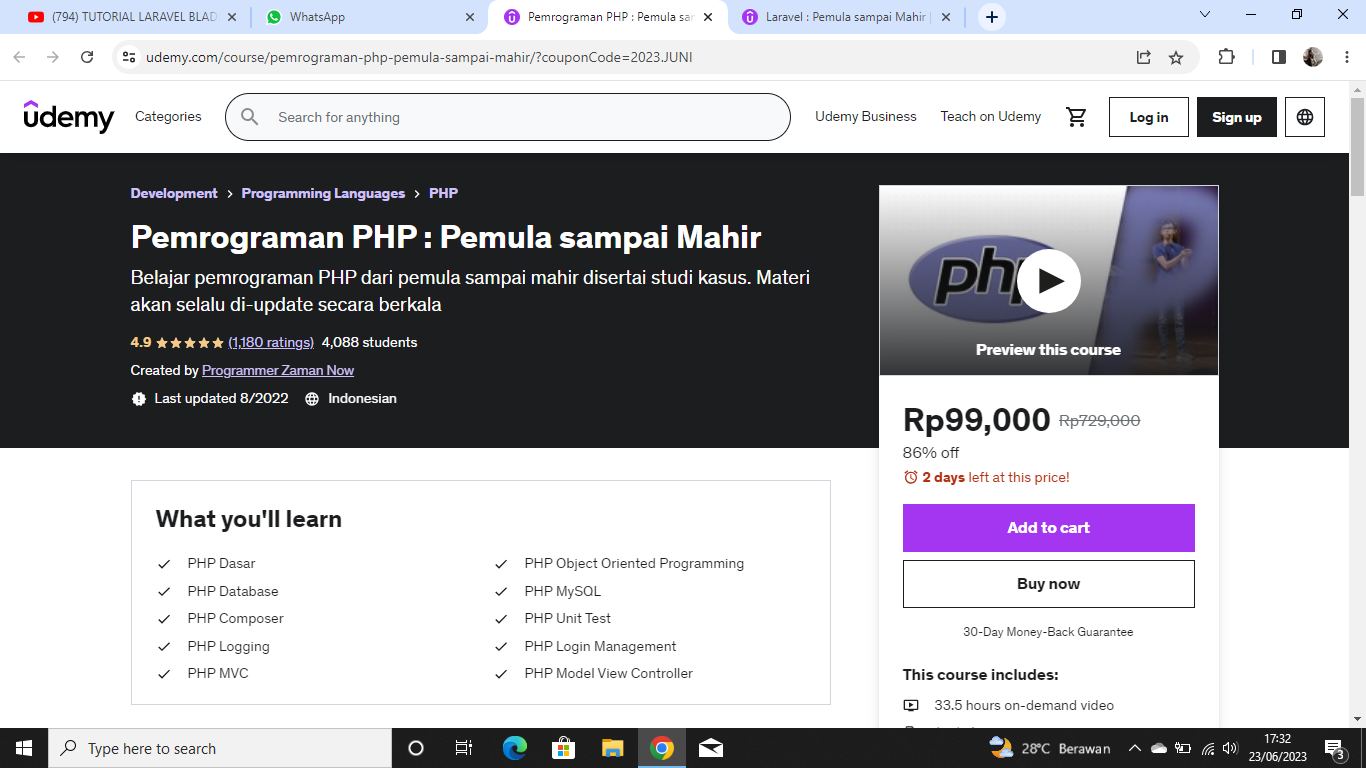 (794) TUTORIAL LARAVEL BLAD
WhatsApp
Pemrograman PHP : Pemula sam
Laravel : Pemula sampai Mahir |
udemy.com/course/pemrograman-php-pemula-sampai-mahir/?couponCode=2023.JUNI
udemy
Categories
Search for anything
Udemy Business
Teach on Udemy
Log in
Sign up
Development > Programming Languages > PHP
Pemrograman PHP : Pemula sampai Mahir
Belajar pemrograman PHP dari pemula sampai mahir disertai studi kasus. Materi
akan selalu di-update secara berkala
4.9 (1,180 ratings) 4,088 students
Created by Programmer Zaman Now
Last updated 8/2022 Indonesian
php
Preview this course
Rp99,000 Rp729,000
86% off
2 days left at this price!
Add to cart
Buy now
30-Day Money-Back Guarantee
This course includes:
33.5 hours on-demand video
What you'll learn
PHP Dasar
PHP Object Oriented Programming
PHP Database
PHP MySQL
PHP Composer
PHP Unit Test
PHP Logging
PHP Login Management
PHP MVC
PHP Model View Controller
Type here to search
28°C Berawan
17:32
23/06/2023
3